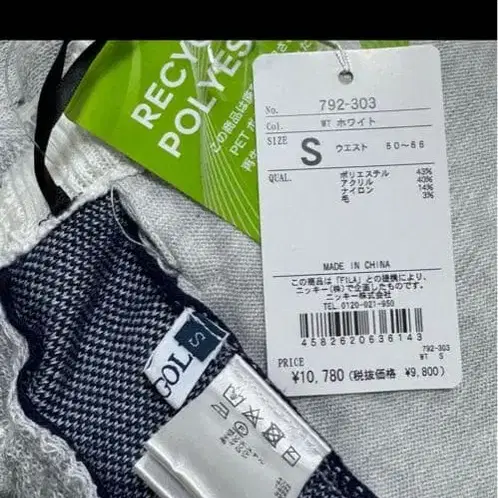 RECYC
POLYES
この商品は
PET ボ
再生
No. 792-303
Col. WT ホワイト
SIZE S ウエスト 60~66
QUAL. ポリエステル 43%
アクリル 40%
ナイロン 14%
毛 3%
MADE IN CHINA
この商品は「FILA」との提携により、
ニッキー(株)で企画したものです。
ニッキー株式会社
TEL 0120-021-950
4582620636143
792-303
WT S
PRICE
¥10,780(税抜価格 ¥9,800)
GOL
S